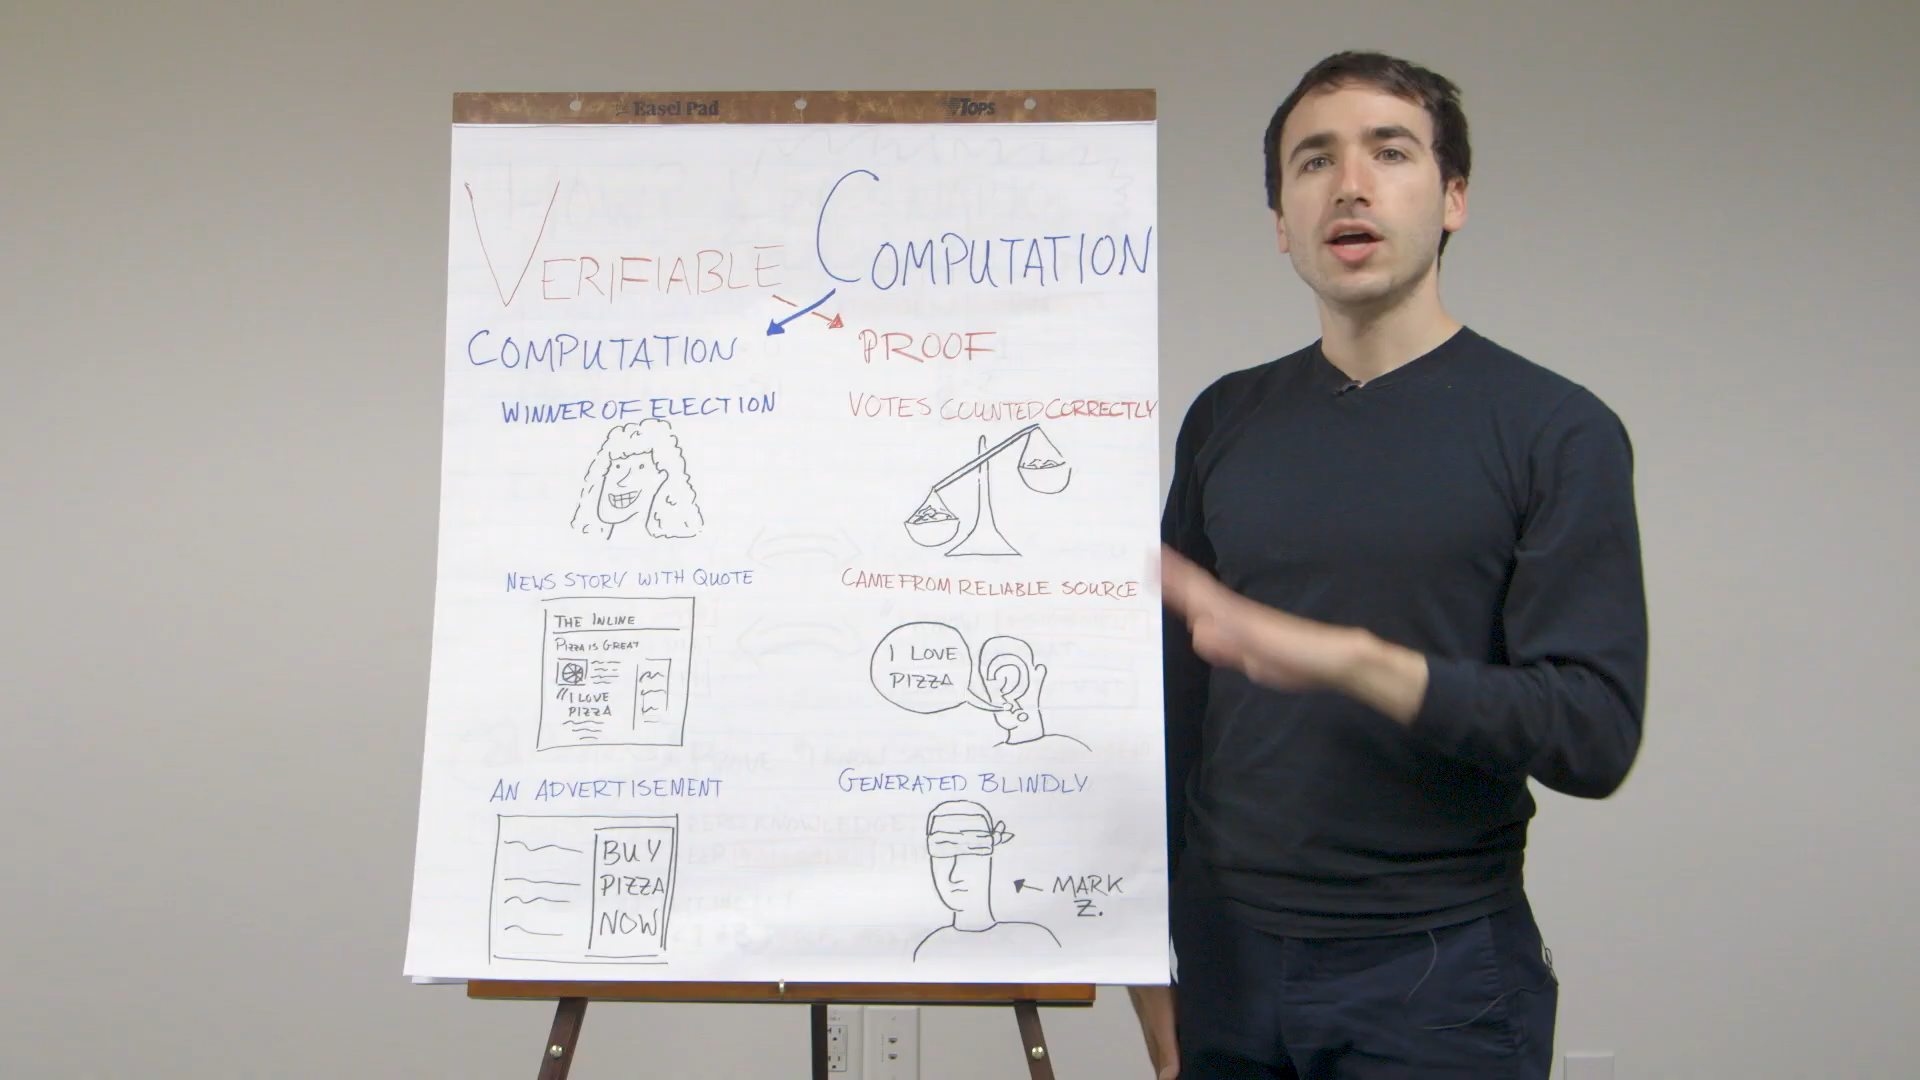 Easel Pad TOPS
VERIFIABLE COMPUTATION
COMPUTATION PROOF
WINNER OF ELECTION VOTES COUNTED CORRECTLY
NEWS STORY WITH QUOTE CAME FROM RELIABLE SOURCE
THE INLINE
PIZZA IS GREAT
"I LOVE
PIZZA
I LOVE
PIZZA
AN ADVERTISEMENT GENERATED BLINDLY
BUY
PIZZA
NOW
MARK
Z.